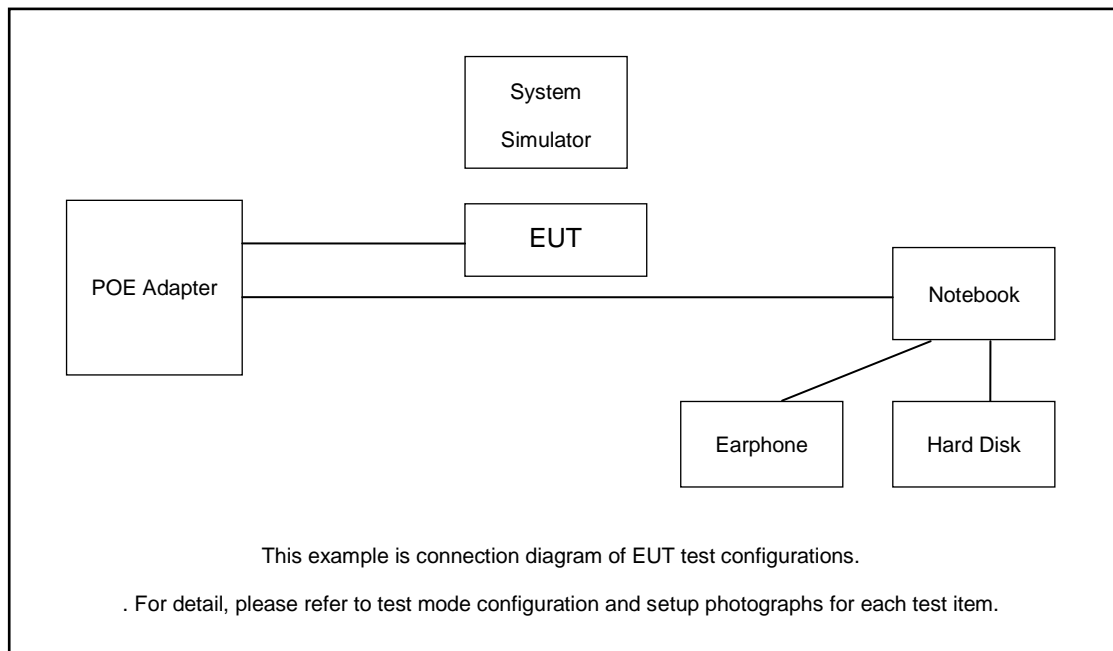 System
Simulator
EUT
POE Adapter
Notebook
Earphone
Hard Disk
This example is connection diagram of EUT test configurations.
. For detail, please refer to test mode configuration and setup photographs for each test item.